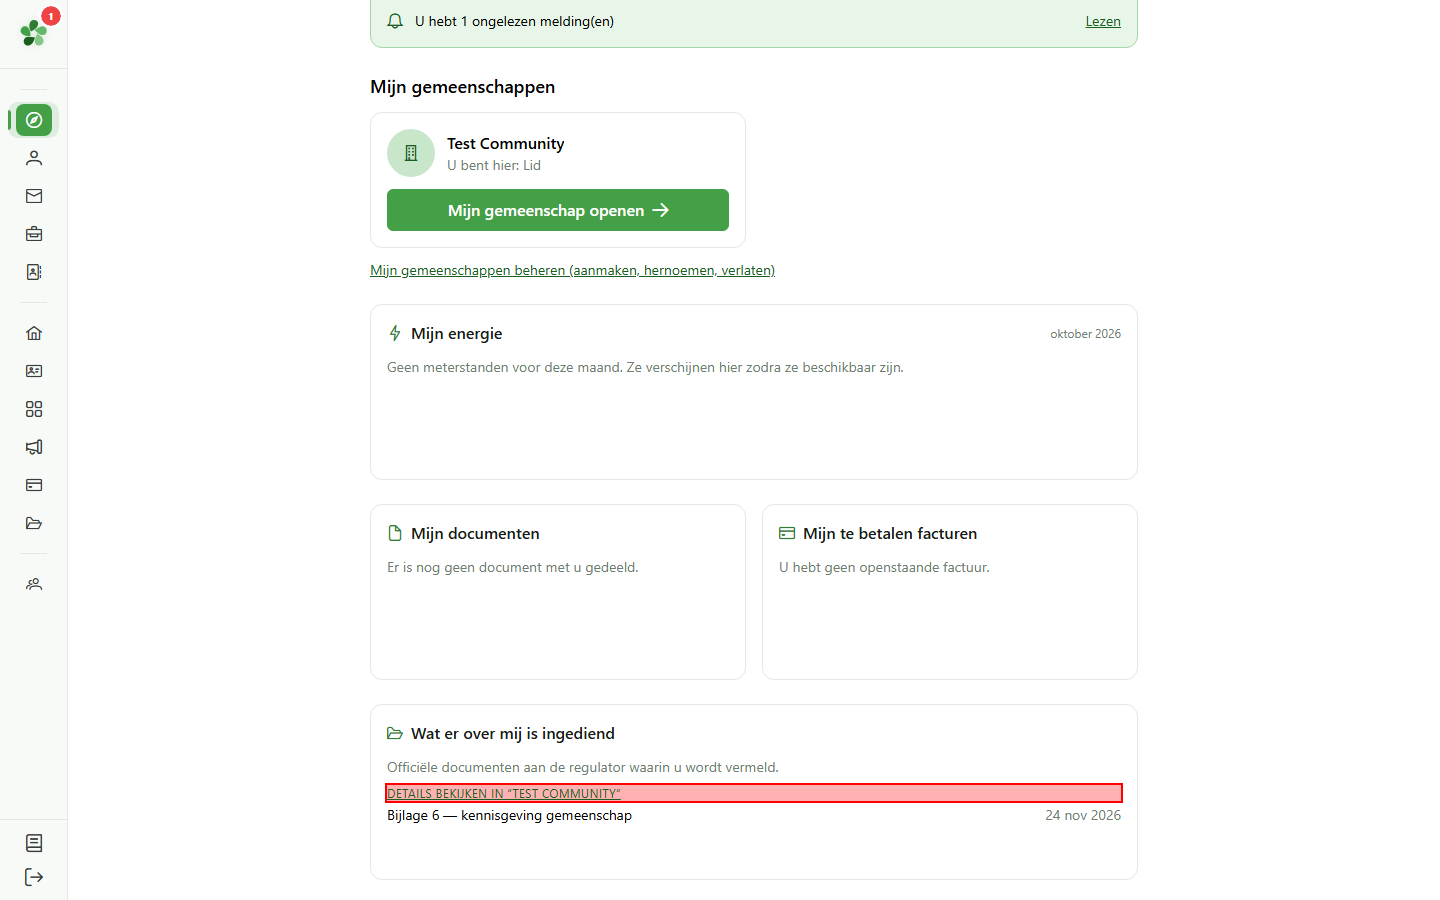 1
U hebt 1 ongelezen melding(en)
Lezen
Mijn gemeenschappen
Test Community
U bent hier: Lid
Mijn gemeenschap openen →
Mijn gemeenschappen beheren (aanmaken, hernoemen, verlaten)
Mijn energie
oktober 2026
Geen meterstanden voor deze maand. Ze verschijnen hier zodra ze beschikbaar zijn.
Mijn documenten
Er is nog geen document met u gedeeld.
Mijn te betalen facturen
U hebt geen openstaande factuur.
Wat er over mij is ingediend
Officiële documenten aan de regulator waarin u wordt vermeld.
DETAILS BEKIJKEN IN “TEST COMMUNITY”
Bijlage 6 — kennisgeving gemeenschap
24 nov 2026